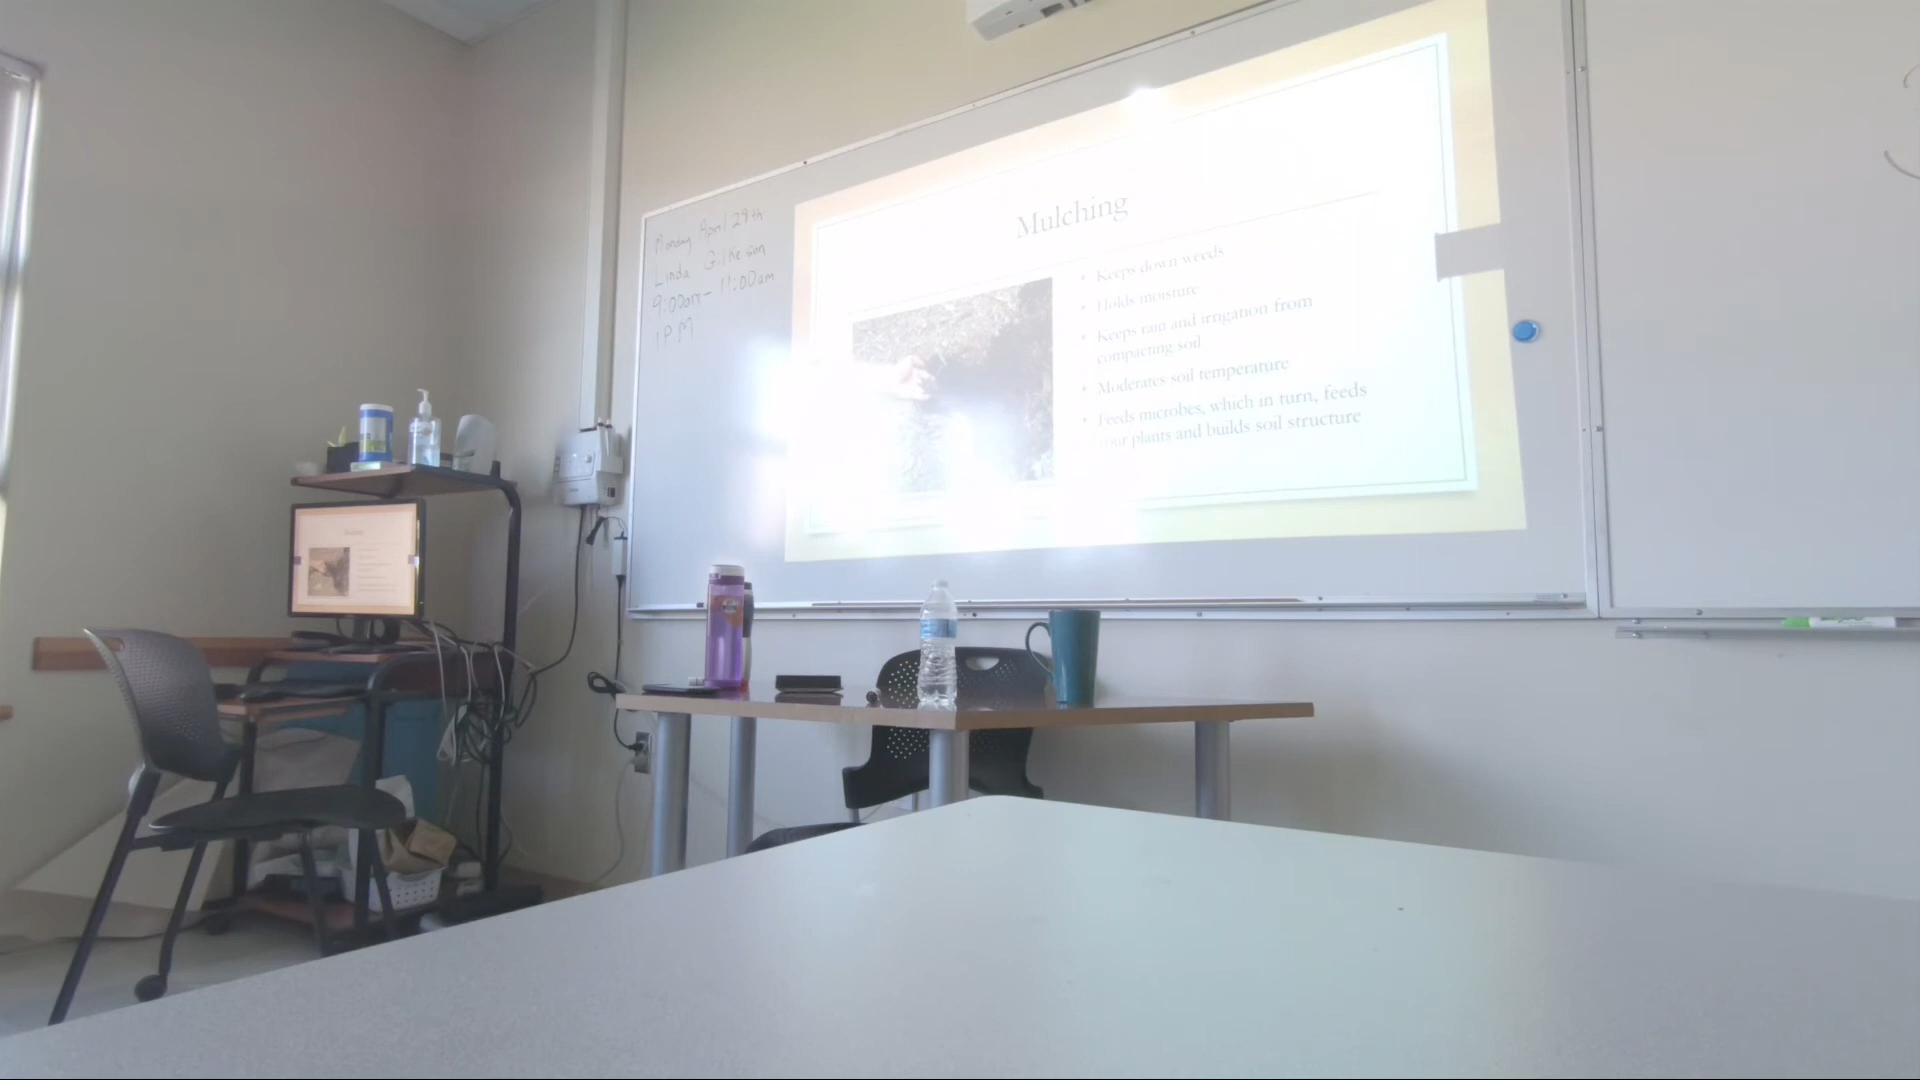 Monday April 29th
Linda Gilkeson
9:00am - 11:00am
1PM
Mulching
• Keeps down weeds
• Holds moisture
• Keeps rain and irrigation from
compacting soil
• Moderates soil temperature
• Feeds microbes, which in turn, feeds
your plants and builds soil structure